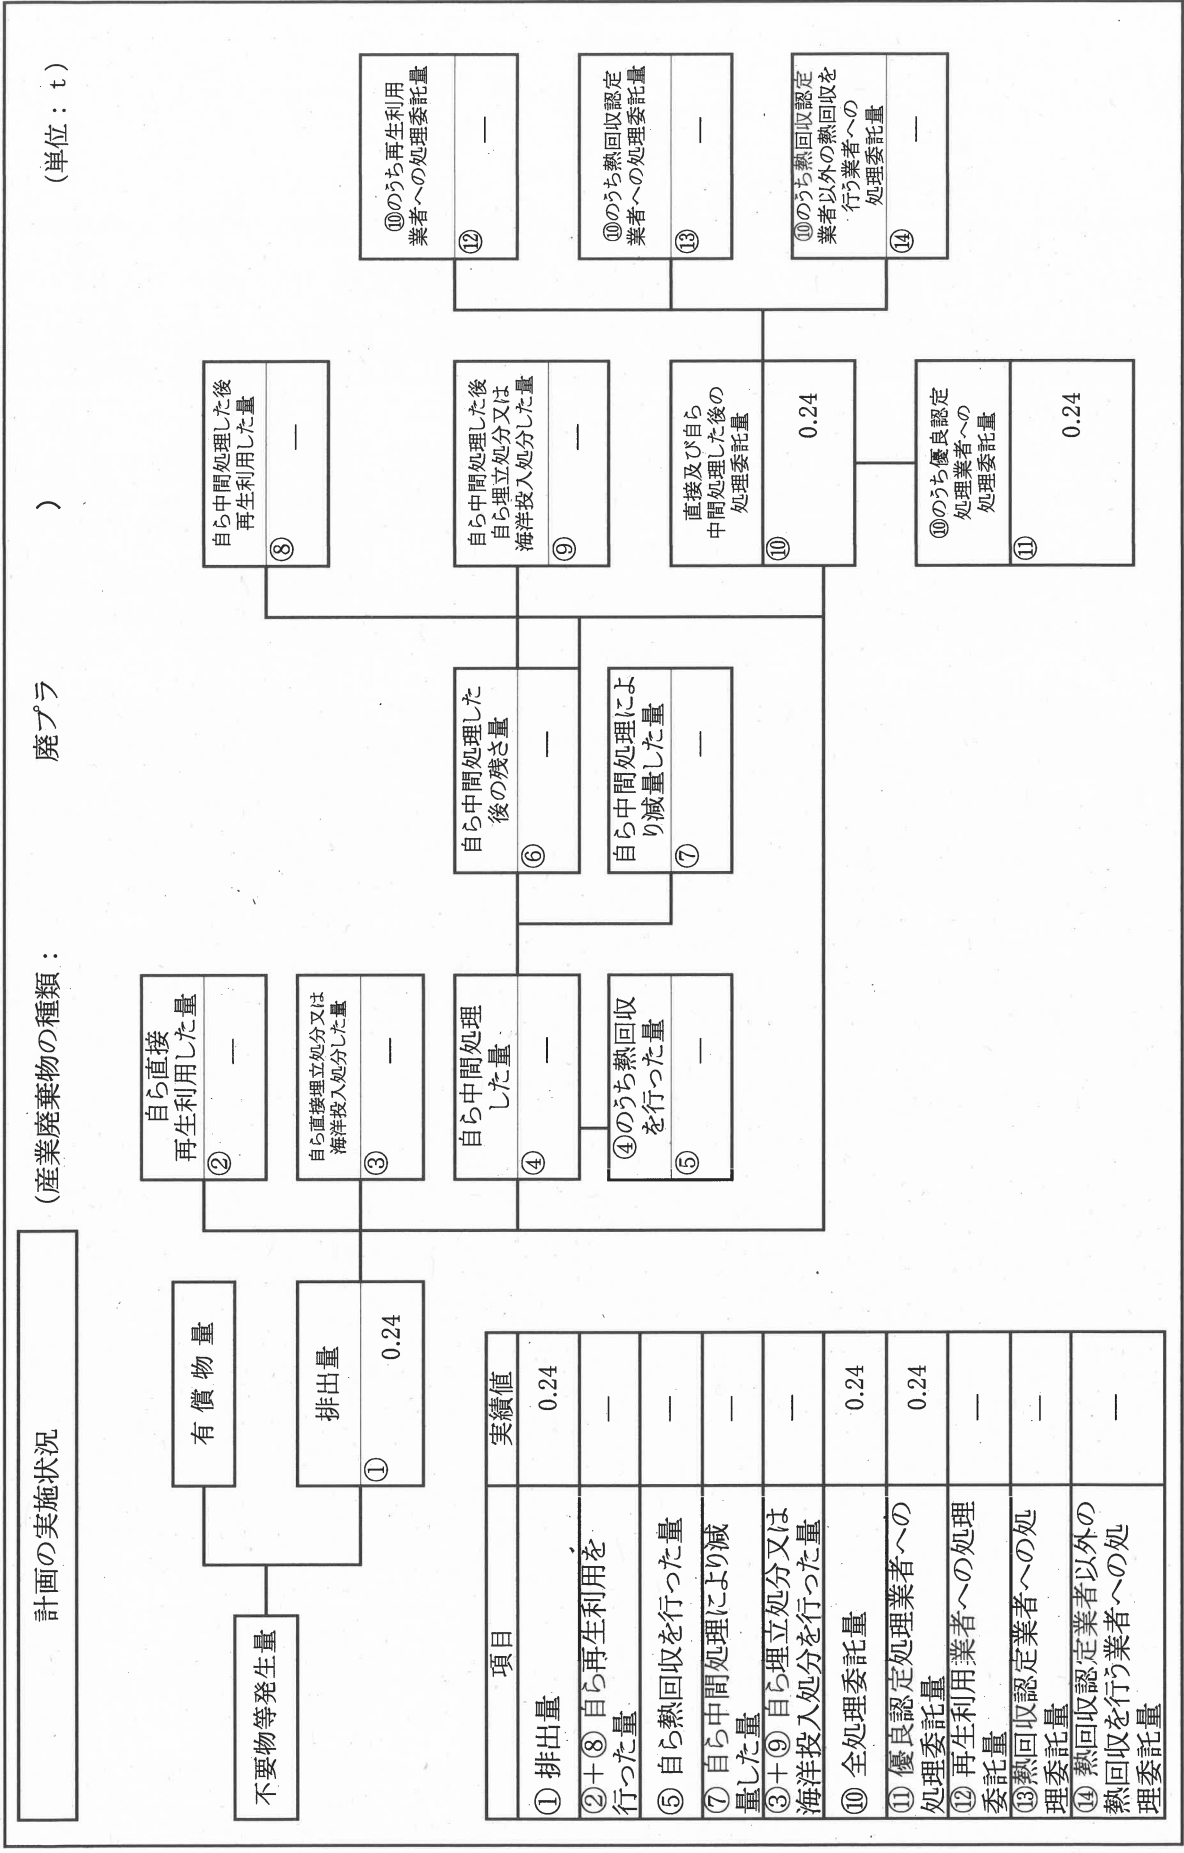 計画の実施状況
(産業廃棄物の種類：　廃プラ　)
(単位：t)
不要物等発生量
有償物量
排出量
①
0.24
自ら直接
再生利用した量
②
―
自ら直接埋立処分又は
海洋投入処分した量
③
―
自ら中間処理
した量
④
―
④のうち熱回収
を行った量
⑤
―
自ら中間処理した
後の残さ量
⑥
―
自ら中間処理によ
り減量した量
⑦
―
自ら中間処理した後
再生利用した量
⑧
―
自ら中間処理した後
自ら埋立処分又は
海洋投入処分した量
⑨
―
直接及び自ら
中間処理した後の
処理委託量
⑩
0.24
⑩のうち優良認定
処理業者への
処理委託量
⑪
0.24
⑩のうち再生利用
業者への処理委託量
⑫
―
⑩のうち熱回収認定
業者への処理委託量
⑬
―
⑩のうち熱回収認定
業者以外の熱回収を
行う業者への
処理委託量
⑭
―
項目 実績値
①排出量 0.24
②＋⑧ 自ら再生利用を
行った量 ―
⑤ 自ら熱回収を行った量 ―
⑦ 自ら中間処理により減
量した量 ―
③＋⑨ 自ら埋立処分又は
海洋投入処分を行った量 ―
⑩ 全処理委託量 0.24
⑪ 優良認定処理業者への
処理委託量 0.24
⑫ 再生利用業者への処理
委託量 ―
⑬熱回収認定業者への処
理委託量 ―
⑭ 熱回収認定業者以外の
熱回収を行う業者への処
理委託量 ―